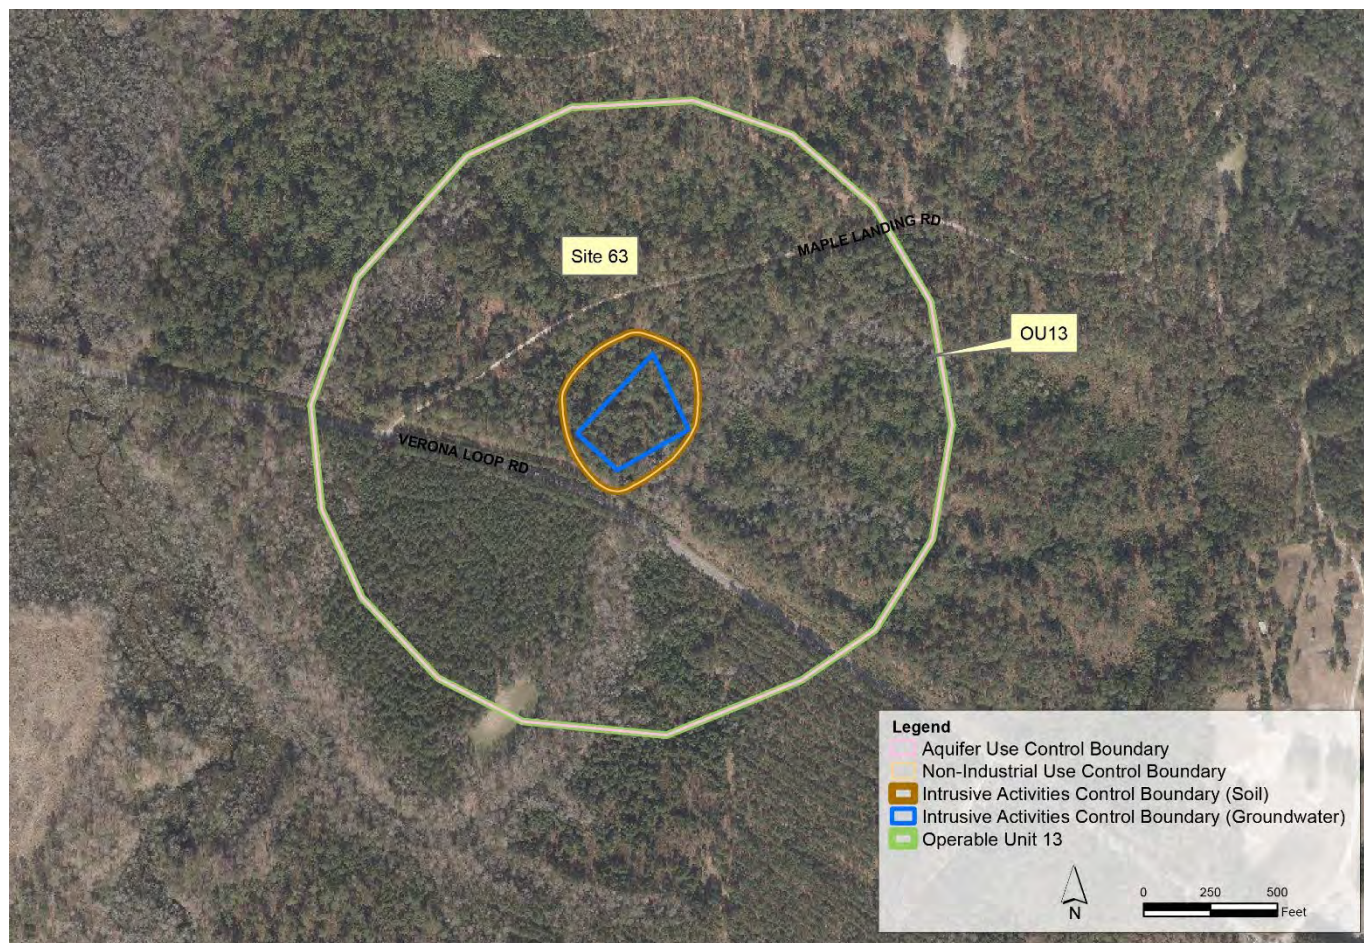 Site 63
MAPLE LANDING RD
OU13
VERONA LOOP RD
Legend
Aquifer Use Control Boundary
Non-Industrial Use Control Boundary
Intrusive Activities Control Boundary (Soil)
Intrusive Activities Control Boundary (Groundwater)
Operable Unit 13
N
0 250 500
Feet